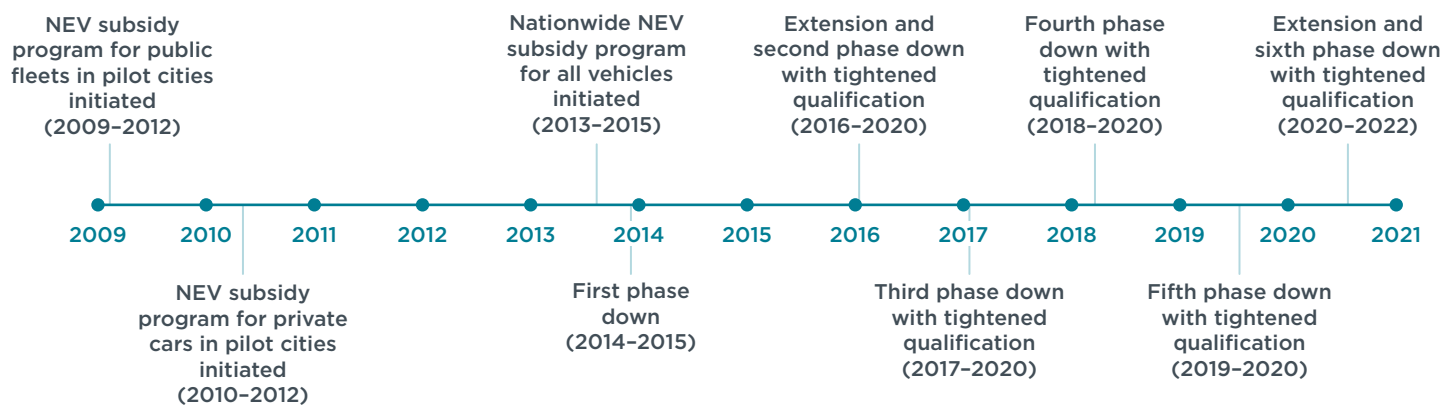 NEV subsidy
program for public
fleets in pilot cities
initiated
(2009–2012)
Nationwide NEV
subsidy program
for all vehicles
initiated
(2013–2015)
Extension and
second phase down
with tightened
qualification
(2016–2020)
Fourth phase
down with
tightened
qualification
(2018–2020)
Extension and
sixth phase down
with tightened
qualification
(2020–2022)
2009 2010 2011 2012 2013 2014 2015 2016 2017 2018 2019 2020 2021
NEV subsidy
program for private
cars in pilot cities
initiated
(2010–2012)
First phase
down
(2014–2015)
Third phase down
with tightened
qualification
(2017–2020)
Fifth phase down
with tightened
qualification
(2019–2020)